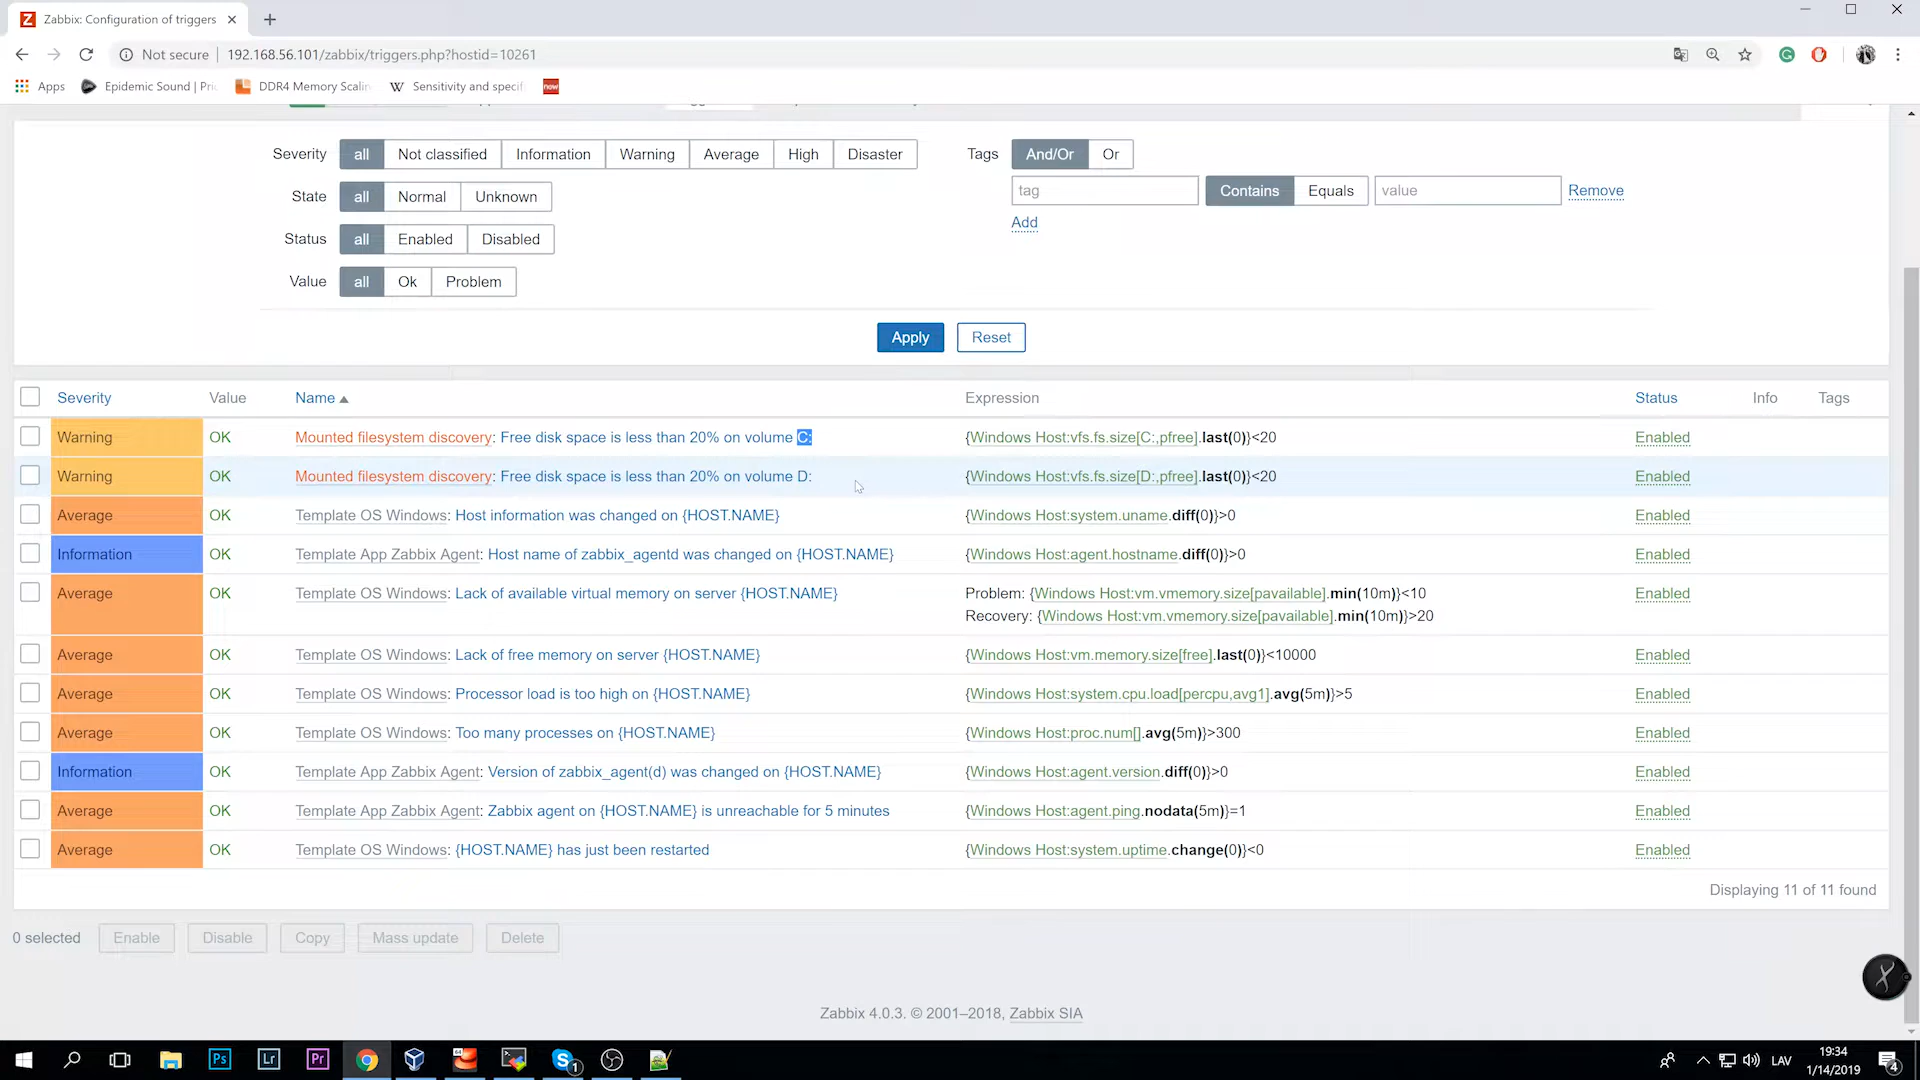 Zabbix: Configuration of triggers
Not secure 192.168.56.101/zabbix/triggers.php?hostid=10261
Apps Epidemic Sound | DDR4 Memory Scalin Sensitivity and specif now
Severity all Not classified Information Warning Average High Disaster Tags And/Or Or
State all Normal Unknown tag Contains Equals value Remove
Add
Status all Enabled Disabled
Value all Ok Problem
Apply Reset
Severity Value Name Expression Status Info Tags
Warning OK Mounted filesystem discovery: Free disk space is less than 20% on volume C: {Windows Host:vfs.fs.size[C:,pfree].last(0)}<20 Enabled
Warning OK Mounted filesystem discovery: Free disk space is less than 20% on volume D: {Windows Host:vfs.fs.size[D:,pfree].last(0)}<20 Enabled
Average OK Template OS Windows: Host information was changed on {HOST.NAME} {Windows Host:system.uname.diff(0)}>0 Enabled
Information OK Template App Zabbix Agent: Host name of zabbix_agentd was changed on {HOST.NAME} {Windows Host:agent.hostname.diff(0)}>0 Enabled
Average OK Template OS Windows: Lack of available virtual memory on server {HOST.NAME} Problem: {Windows Host:vm.vmemory.size[pavailable].min(10m)}<10 Enabled
Recovery: {Windows Host:vm.vmemory.size[pavailable].min(10m)}>20
Average OK Template OS Windows: Lack of free memory on server {HOST.NAME} {Windows Host:vm.memory.size[free].last(0)}<10000 Enabled
Average OK Template OS Windows: Processor load is too high on {HOST.NAME} {Windows Host:system.cpu.load[percpu,avg1].avg(5m)}>5 Enabled
Average OK Template OS Windows: Too many processes on {HOST.NAME} {Windows Host:proc.num[].avg(5m)}>300 Enabled
Information OK Template App Zabbix Agent: Version of zabbix_agent(d) was changed on {HOST.NAME} {Windows Host:agent.version.diff(0)}>0 Enabled
Average OK Template App Zabbix Agent: Zabbix agent on {HOST.NAME} is unreachable for 5 minutes {Windows Host:agent.ping.nodata(5m)}=1 Enabled
Average OK Template OS Windows: {HOST.NAME} has just been restarted {Windows Host:system.uptime.change(0)}<0 Enabled
Displaying 11 of 11 found
0 selected Enable Disable Copy Mass update Delete
Zabbix 4.0.3. © 2001–2018, Zabbix SIA
Ps Lr Pr 64 1 LAV 19:34
1/14/2019 4